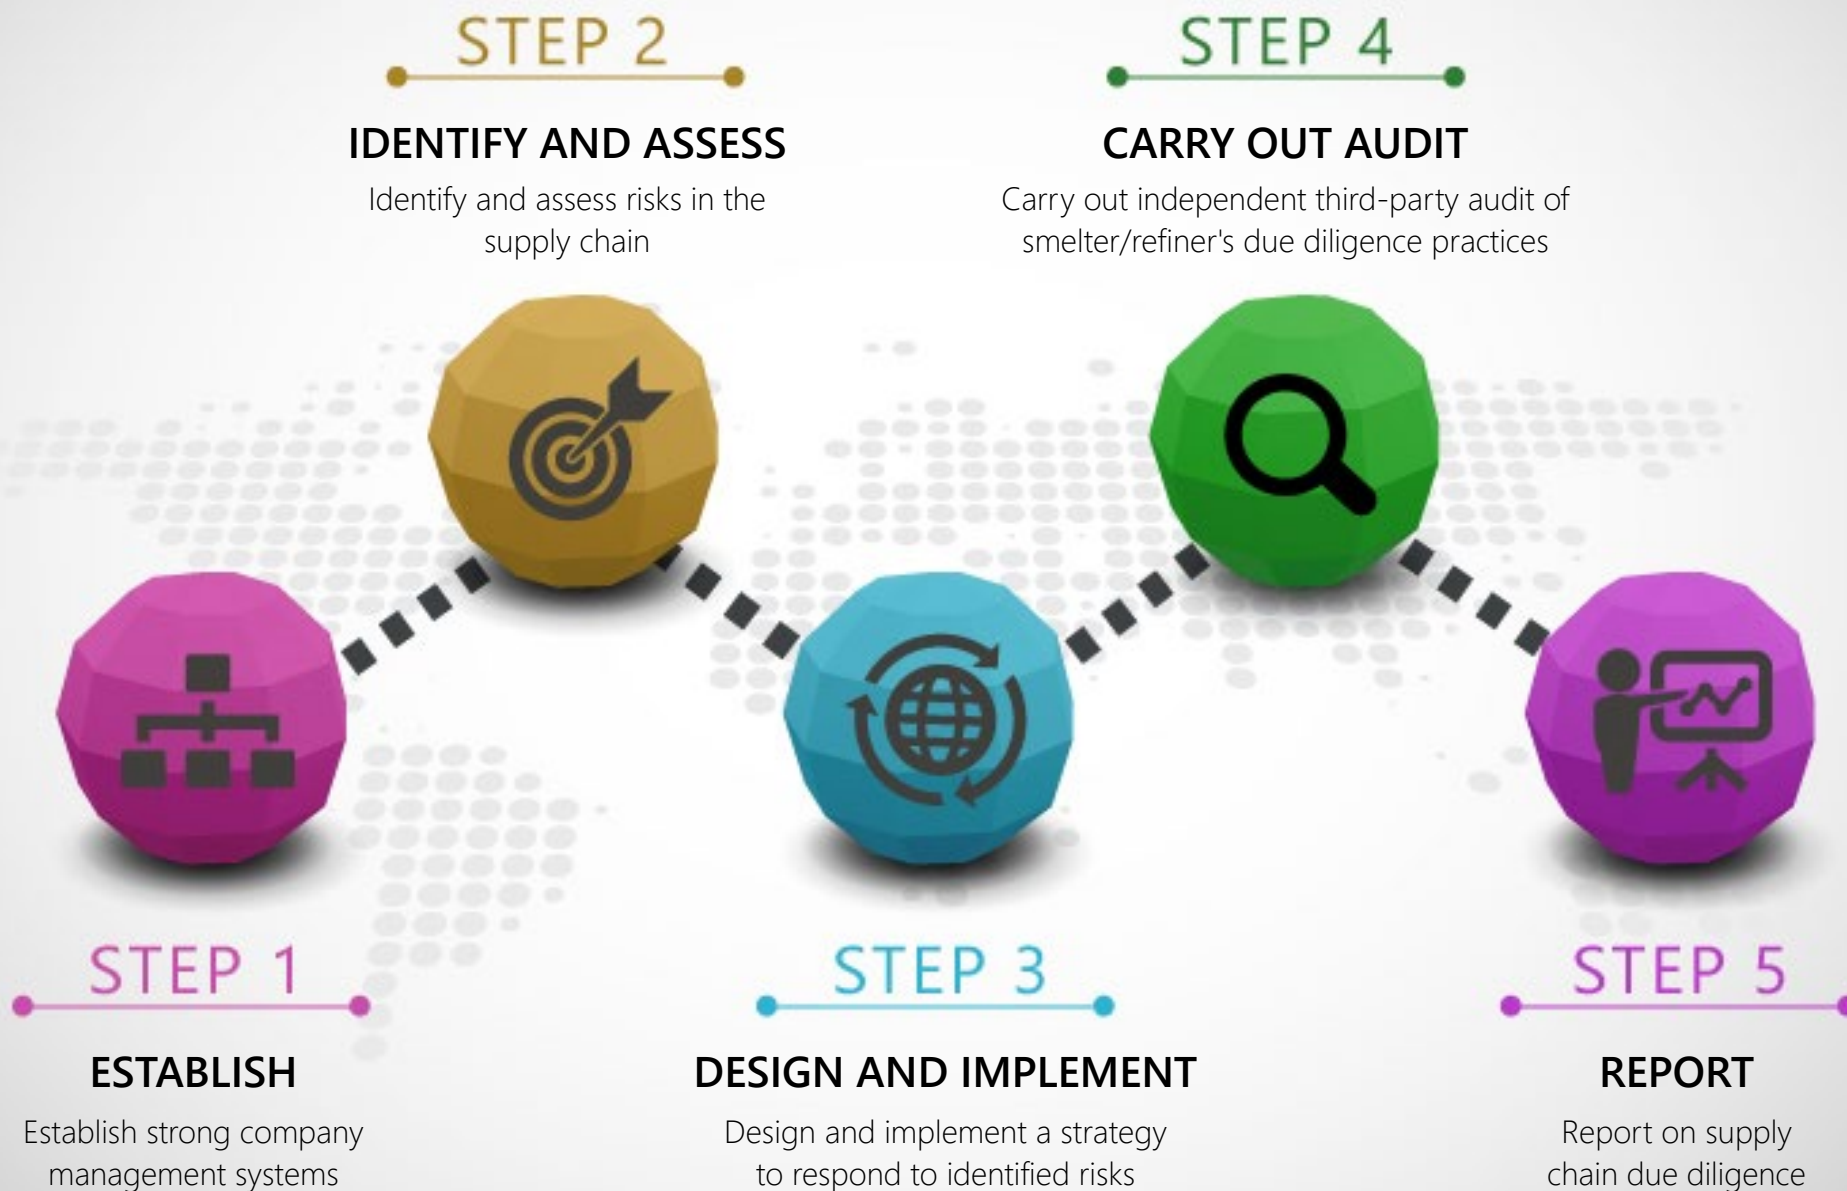 STEP 1
ESTABLISH
Establish strong company
management systems
STEP 2
IDENTIFY AND ASSESS
Identify and assess risks in the
supply chain
STEP 3
DESIGN AND IMPLEMENT
Design and implement a strategy
to respond to identified risks
STEP 4
CARRY OUT AUDIT
Carry out independent third-party audit of
smelter/refiner's due diligence practices
STEP 5
REPORT
Report on supply
chain due diligence